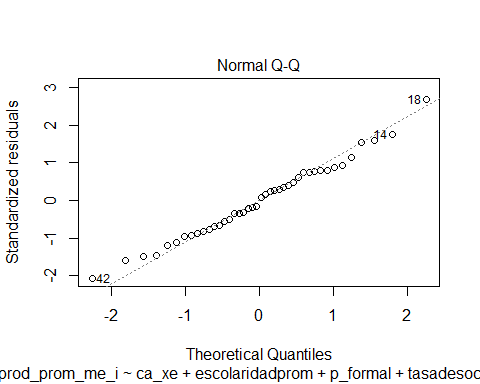 Normal Q-Q
3
2
1
0
-1
-2
Standardized residuals
18
14
42
-2 -1 0 1 2
Theoretical Quantiles
prod_prom_me_i ~ ca_xe + escolaridadprom + p_formal + tasadesoc